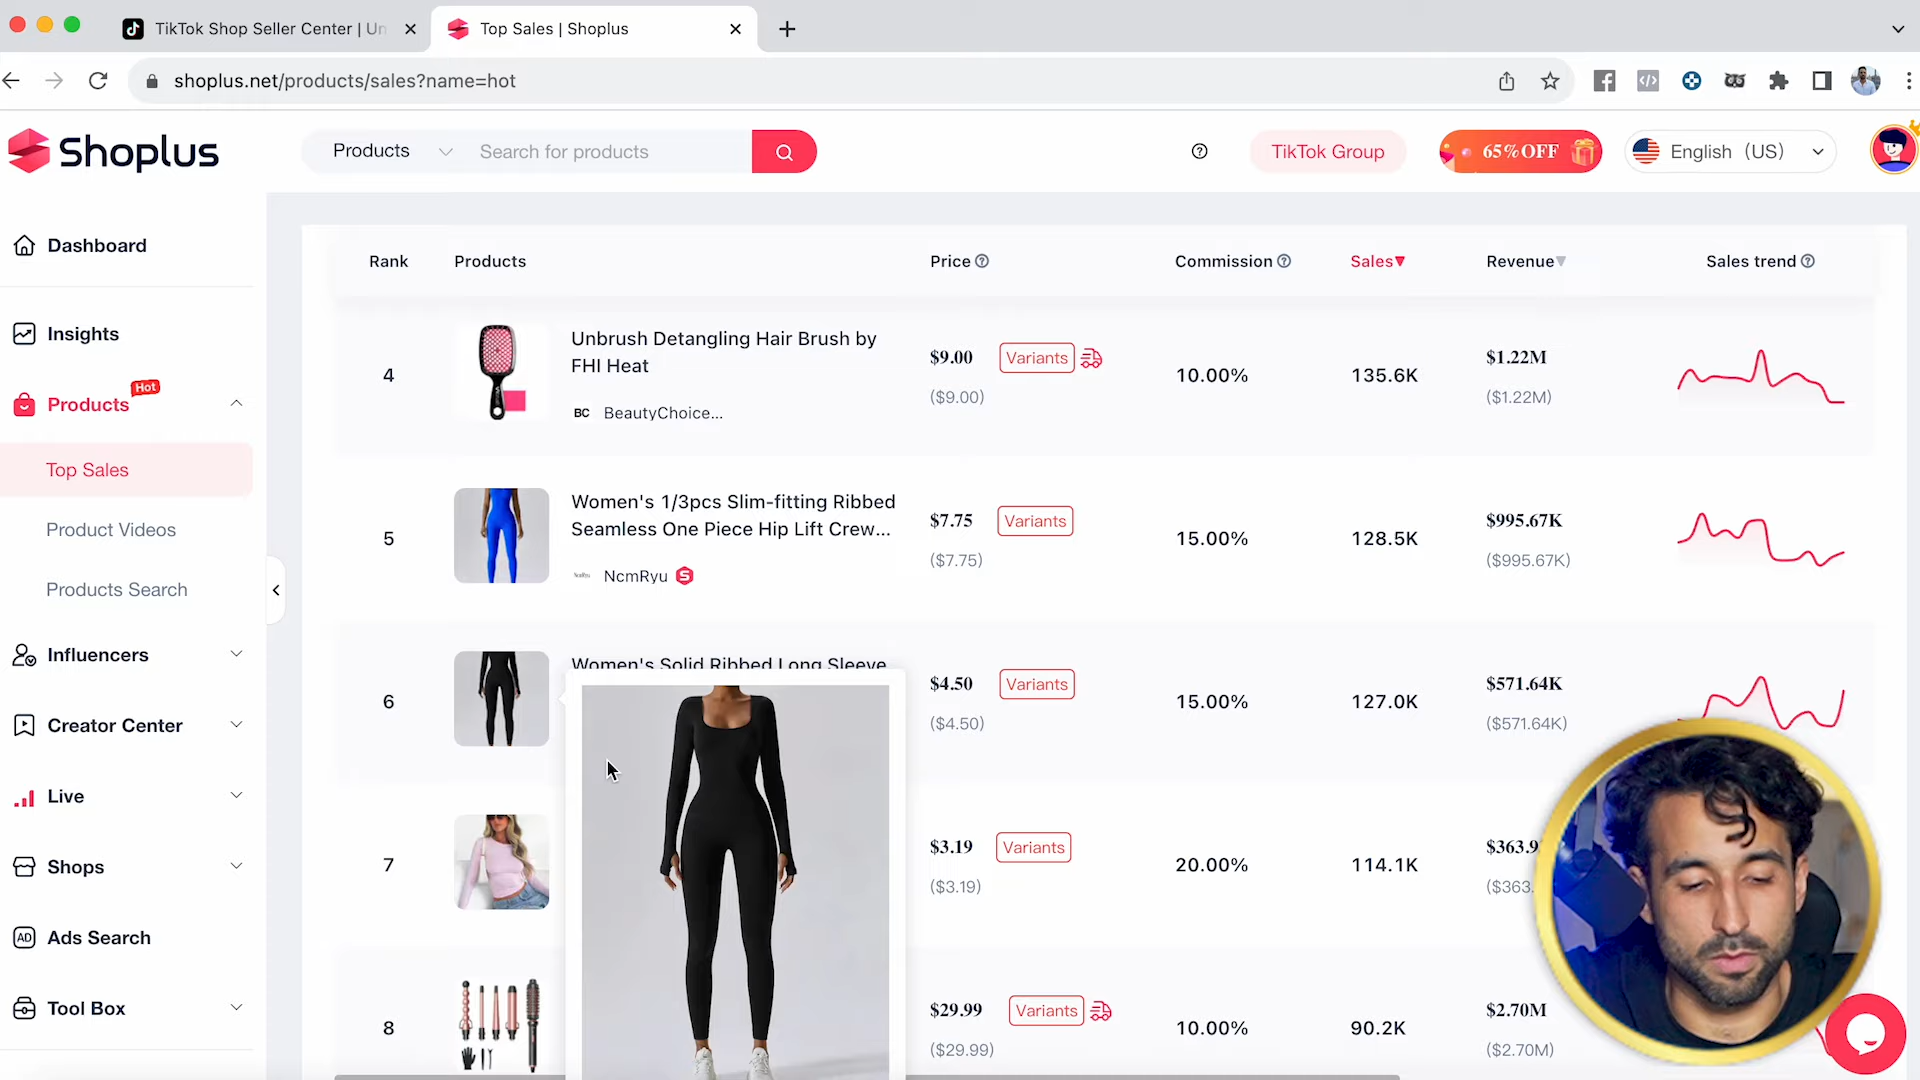 TikTok Shop Seller Center | Un
Top Sales | Shoplus
shoplus.net/products/sales?name=hot
Shoplus
Products
Search for products
TikTok Group
65%OFF
English (US)
Dashboard
Insights
Products
Hot
Top Sales
Product Videos
Products Search
Influencers
Creator Center
Live
Shops
AD
Ads Search
Tool Box
Rank Products Price Commission Sales Revenue Sales trend
4
Unbrush Detangling Hair Brush by
FHI Heat
BC BeautyChoice...
$9.00 Variants
($9.00)
10.00%
135.6K
$1.22M
($1.22M)
5
Women's 1/3pcs Slim-fitting Ribbed
Seamless One Piece Hip Lift Crew...
NcmRyu
$7.75 Variants
($7.75)
15.00%
128.5K
$995.67K
($995.67K)
6
Women's Solid Ribbed Long Sleeve
$4.50 Variants
($4.50)
15.00%
127.0K
$571.64K
($571.64K)
7
$3.19 Variants
($3.19)
20.00%
114.1K
$363.9
($363.
8
$29.99 Variants
($29.99)
10.00%
90.2K
$2.70M
($2.70M)